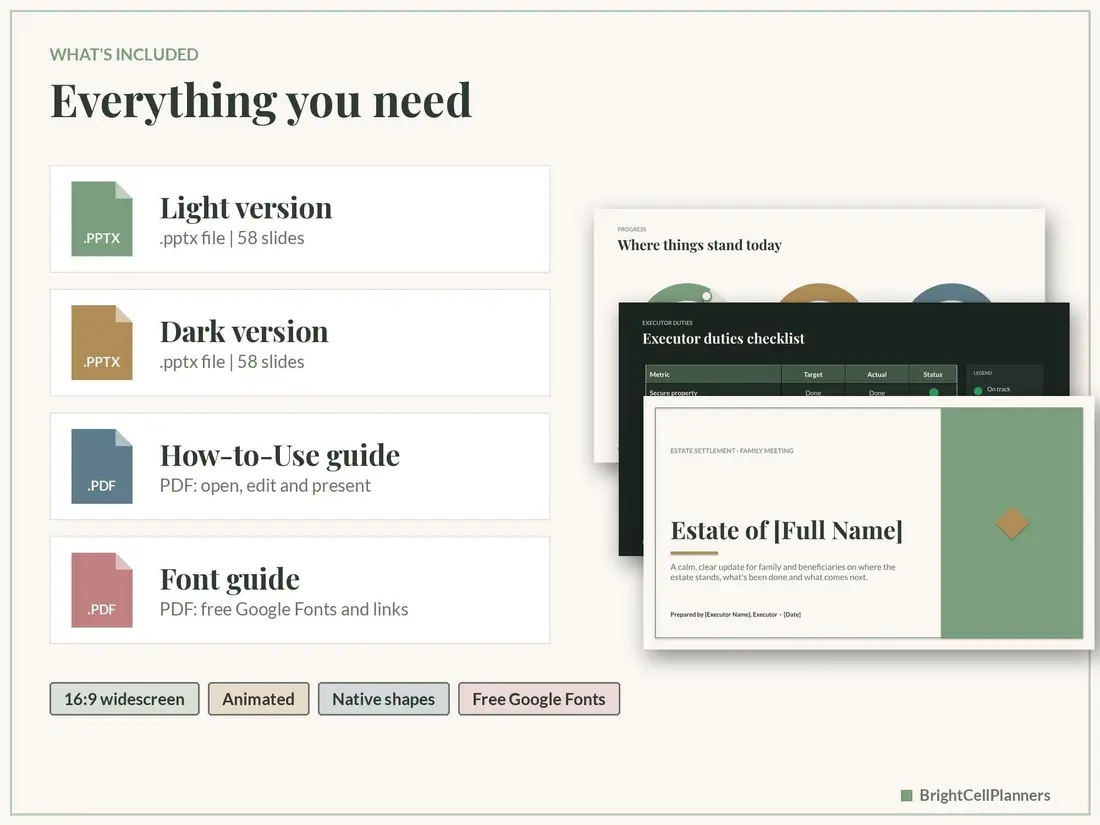 WHAT'S INCLUDED
Everything you need
.PPTX
Light version
.pptx file | 58 slides
.PPTX
Dark version
.pptx file | 58 slides
.PDF
How-to-Use guide
PDF: open, edit and present
.PDF
Font guide
PDF: free Google Fonts and links
16:9 widescreen
Animated
Native shapes
Free Google Fonts
PROGRESS
Where things stand today
EXECUTOR DUTIES
Executor duties checklist
Metric Target Actual Status
LEGEND
Secure property Done Done
On track
ESTATE SETTLEMENT · FAMILY MEETING
Estate of [Full Name]
A calm, clear update for family and beneficiaries on where the
estate stands, what's been done and what comes next.
Prepared by [Executor Name], Executor · [Date]
BrightCellPlanners